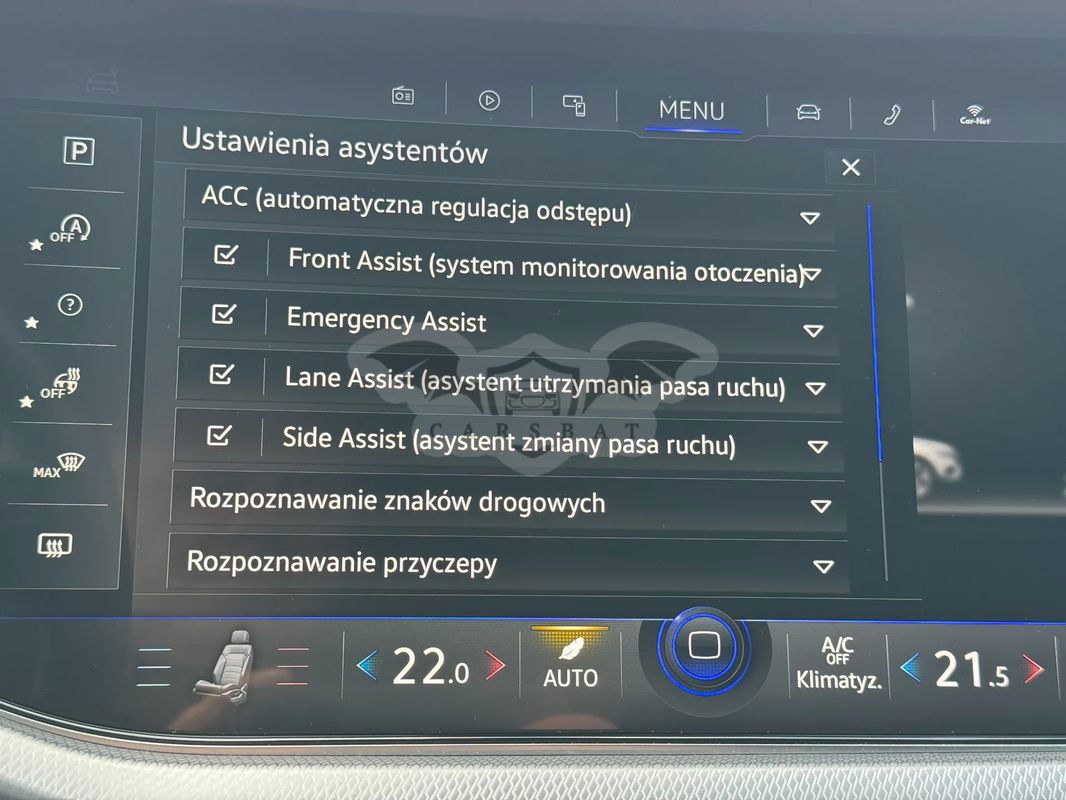 MENU
Car-Net
Ustawienia asystentów
P
ACC (automatyczna regulacja odstępu)
A
OFF
Front Assist (system monitorowania otoczenia)
?
Emergency Assist
OFF
Lane Assist (asystent utrzymania pasa ruchu)
CARSBAT
Side Assist (asystent zmiany pasa ruchu)
MAX
Rozpoznawanie znaków drogowych
Rozpoznawanie przyczepy
22.0
AUTO
A/C
OFF
Klimatyz.
21.5